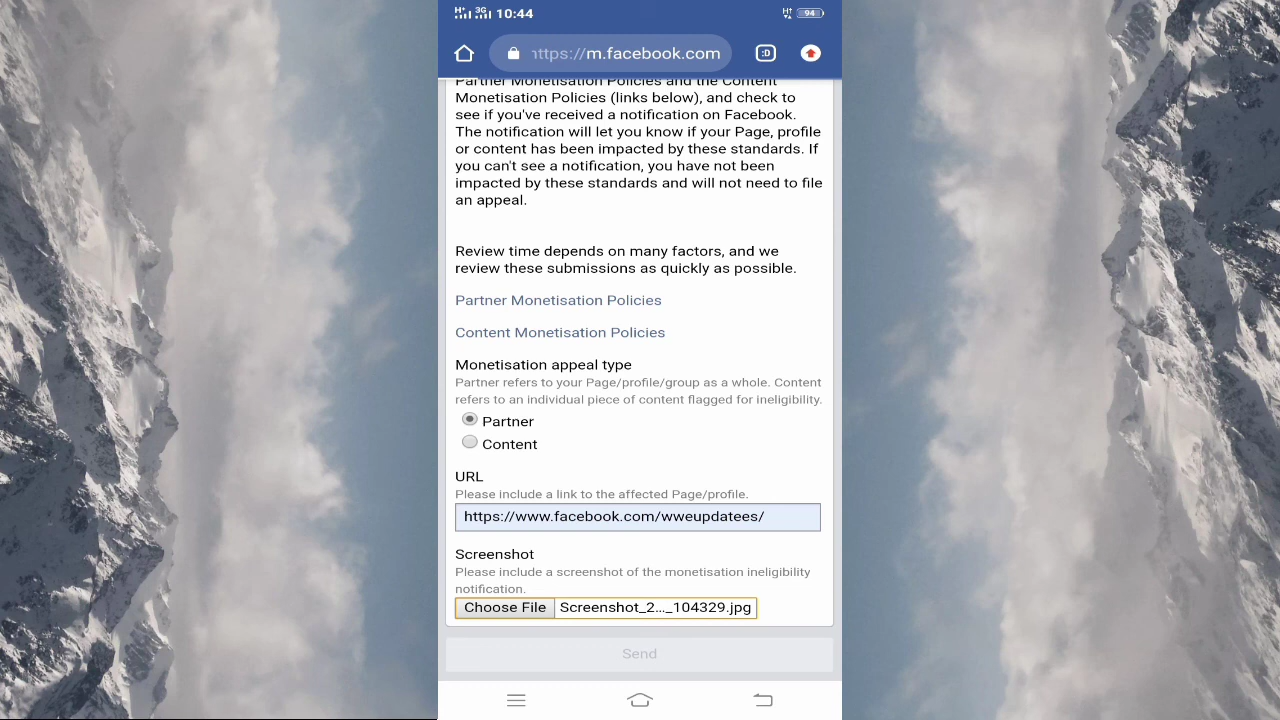 H+ 3G 10:44 H† 94
https://m.facebook.com :D
Partner Monetisation Policies and the Content
Monetisation Policies (links below), and check to
see if you've received a notification on Facebook.
The notification will let you know if your Page, profile
or content has been impacted by these standards. If
you can't see a notification, you have not been
impacted by these standards and will not need to file
an appeal.
Review time depends on many factors, and we
review these submissions as quickly as possible.
Partner Monetisation Policies
Content Monetisation Policies
Monetisation appeal type
Partner refers to your Page/profile/group as a whole. Content
refers to an individual piece of content flagged for ineligibility.
Partner
Content
URL
Please include a link to the affected Page/profile.
https://www.facebook.com/wweupdatees/
Screenshot
Please include a screenshot of the monetisation ineligibility
notification.
Choose File Screenshot_2..._104329.jpg
Send